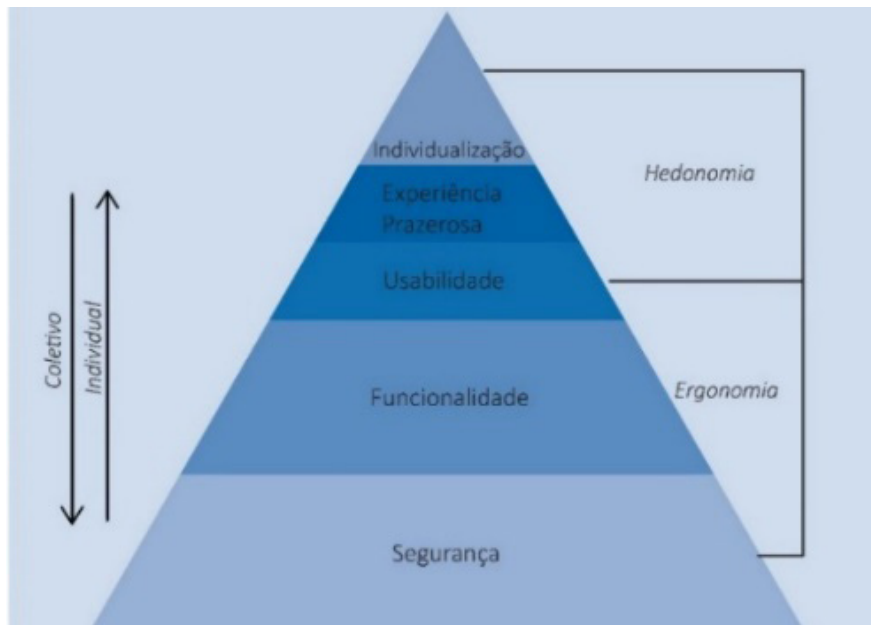 Individualização
Experiência
Prazerosa
Usabilidade
Funcionalidade
Segurança
Hedonomia
Ergonomia
Coletivo
Individual